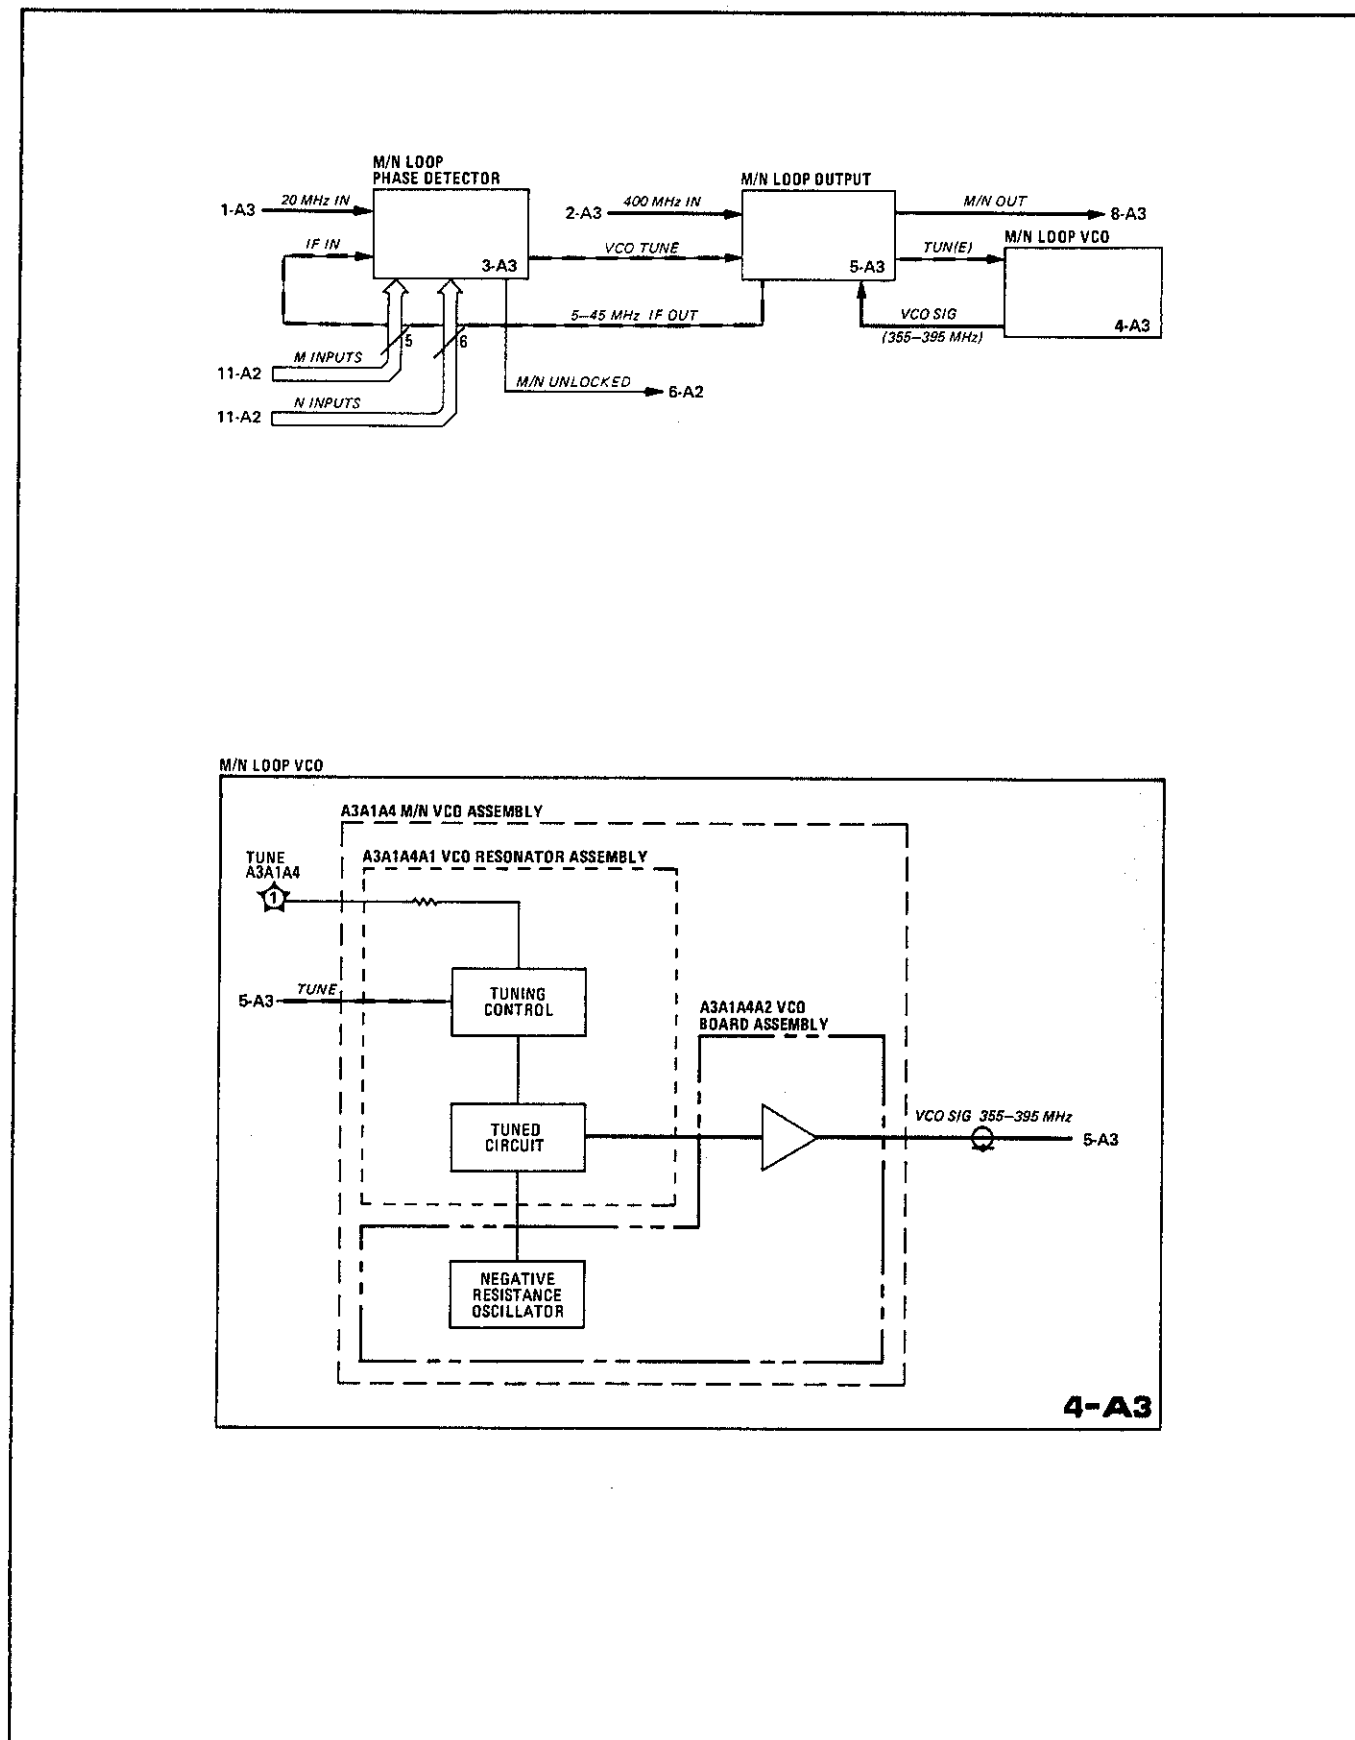 M/N LOOP
PHASE DETECTOR
1-A3
20 MHz IN
IF IN
3-A3
VCO TUNE
2-A3
400 MHz IN
M/N LOOP OUTPUT
5-A3
M/N OUT
8-A3
M/N LOOP VCO
TUN(E)
4-A3
VCO SIG
(355–395 MHz)
5–45 MHz IF OUT
5
6
M INPUTS
11-A2
N INPUTS
11-A2
M/N UNLOCKED
6-A2
M/N LOOP VCO
A3A1A4 M/N VCO ASSEMBLY
TUNE
A3A1A4
1
A3A1A4A1 VCO RESONATOR ASSEMBLY
5-A3
TUNE
TUNING
CONTROL
A3A1A4A2 VCO
BOARD ASSEMBLY
TUNED
CIRCUIT
VCO SIG 355–395 MHz
5-A3
NEGATIVE
RESISTANCE
OSCILLATOR
4-A3